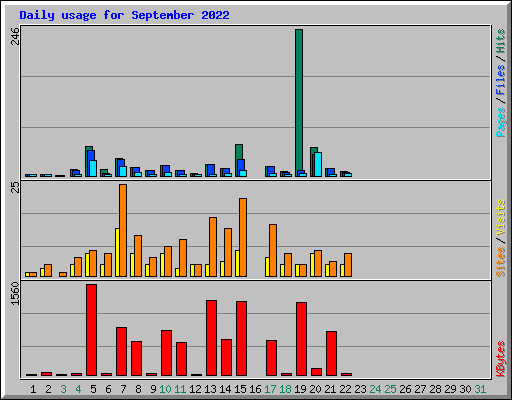 Daily usage for September 2022
246
Pages / Files / Hits
25
Sites / Visits
1560
KBytes
1 2 3 4 5 6 7 8 9 10 11 12 13 14 15 16 17 18 19 20 21 22 23 24 25 26 27 28 29 30 31